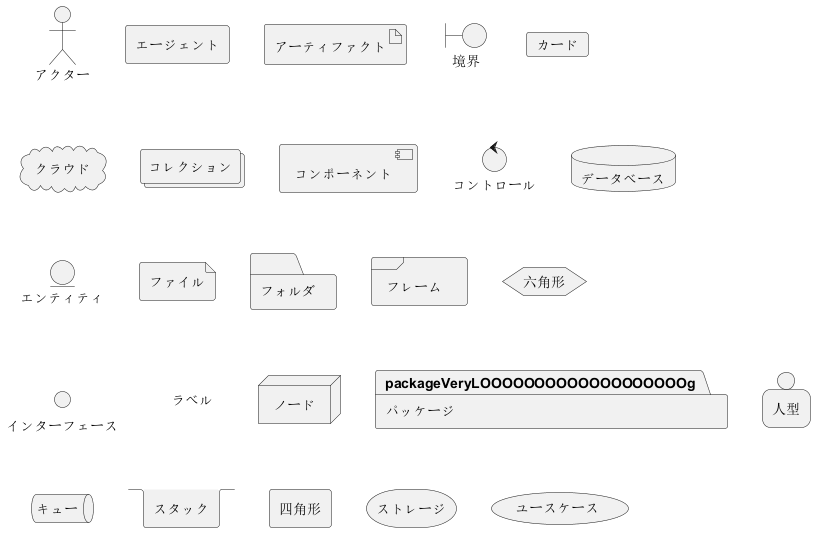 アクター
エージェント
アーティファクト
境界
カード
クラウド
コレクション
コンポーネント
コントロール
データベース
エンティティ
ファイル
フォルダ
フレーム
六角形
インターフェース
ラベル
ノード
packageVeryLOOOOOOOOOOOOOOOOOOOg
パッケージ
人型
キュー
スタック
四角形
ストレージ
ユースケース